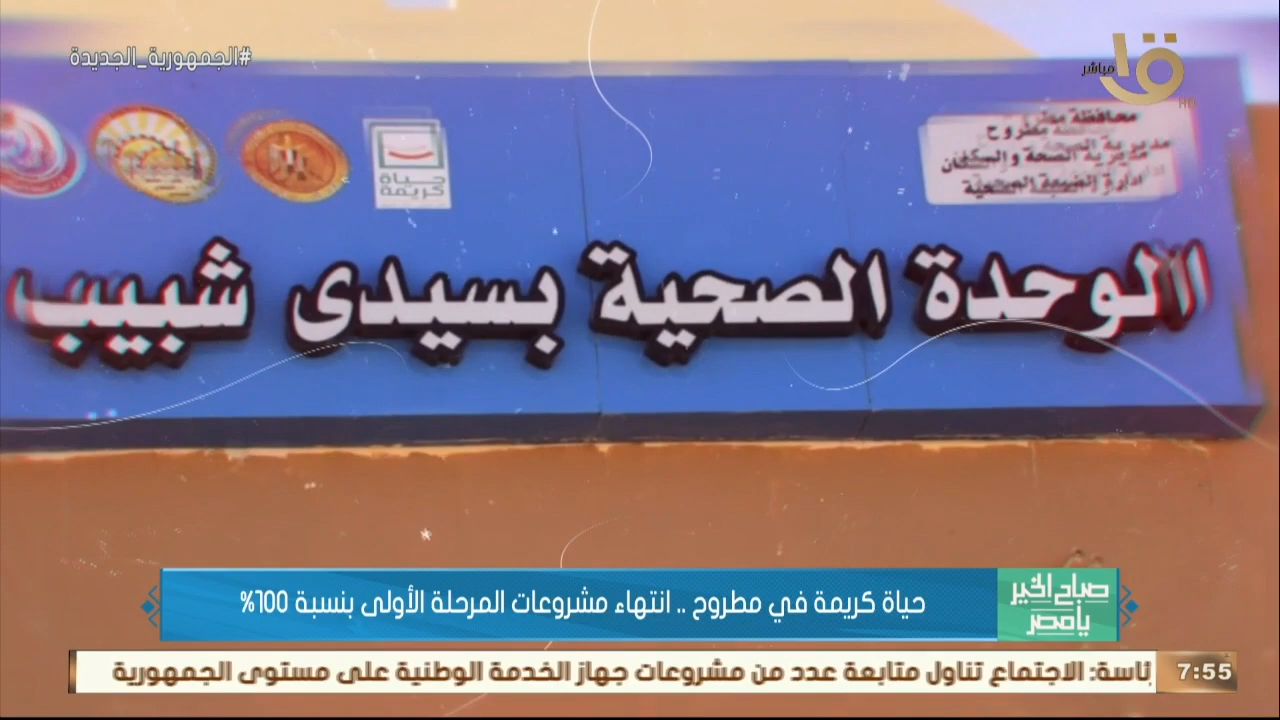 #الجمهورية_الجديدة
مباشر
HD
محافظة مطروح
مديرية الصحة والسكان
حياة كريمة
الوحدة الصحية بسيدى شبيب
صباح الخير يا مصر
حياة كريمة في مطروح .. انتهاء مشروعات المرحلة الأولى بنسبة 100%
ئاسة: الاجتماع تناول متابعة عدد من مشروعات جهاز الخدمة الوطنية على مستوى الجمهورية
7:55